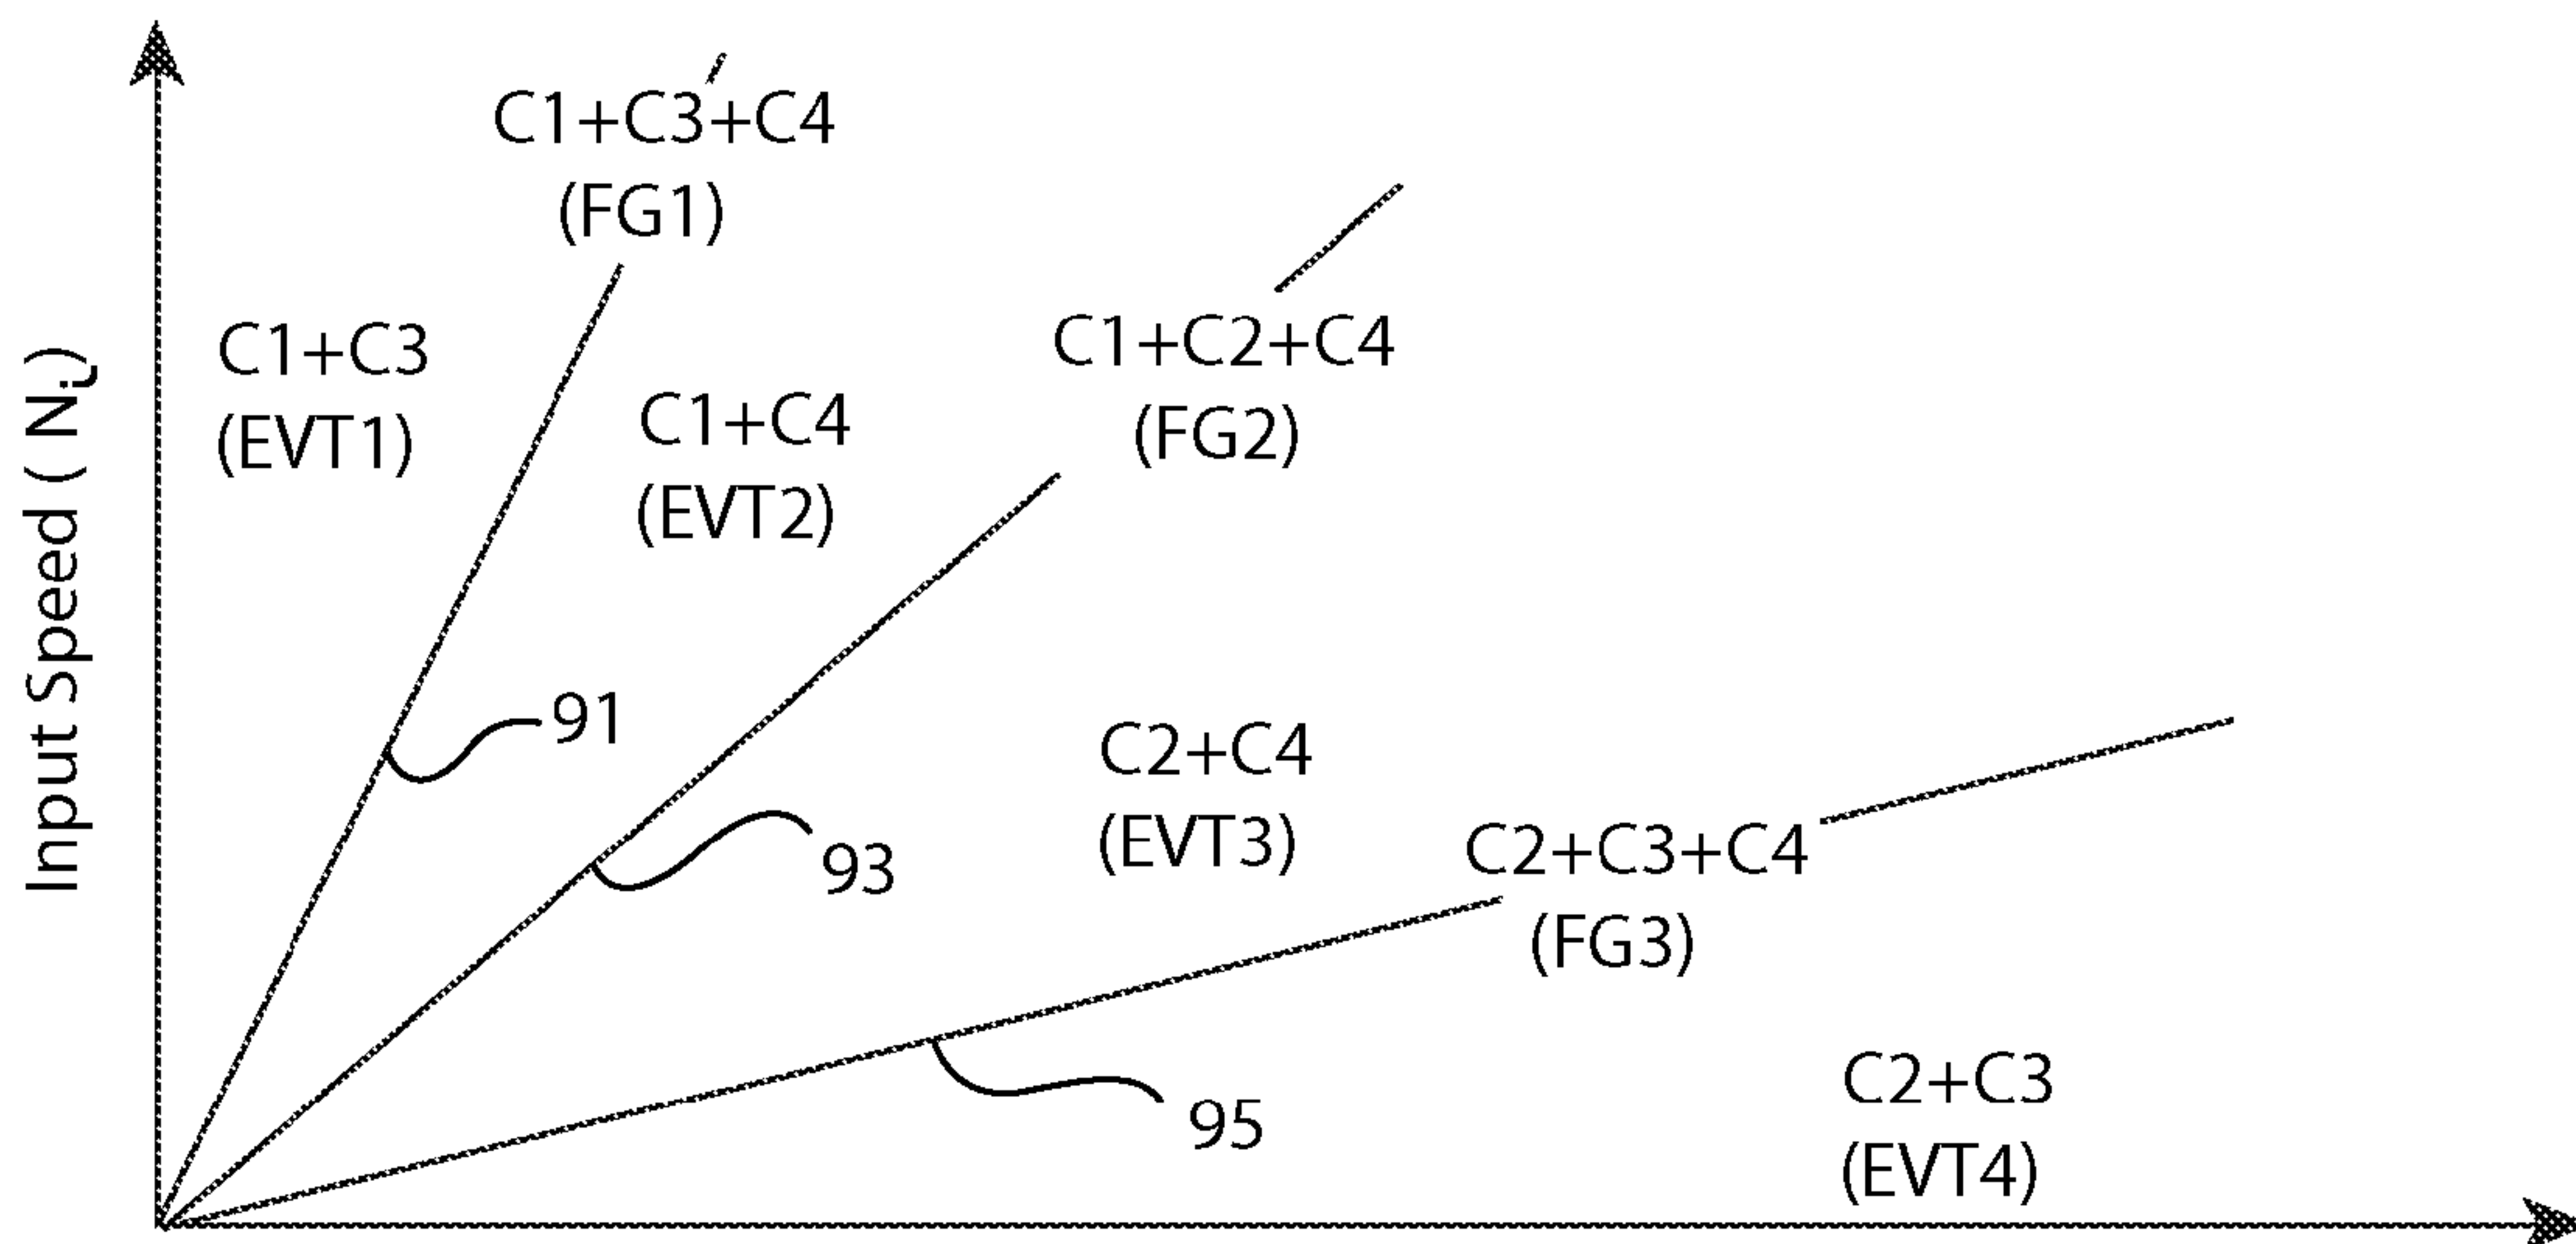 C1+C3+C4
(FG1)
C1+C2+C4
(FG2)
C1+C3
(EVT1)
C1+C4
(EVT2)
Input Speed ( Ni)
91
93
C2+C4
(EVT3)
C2+C3+C4
(FG3)
95
C2+C3
(EVT4)